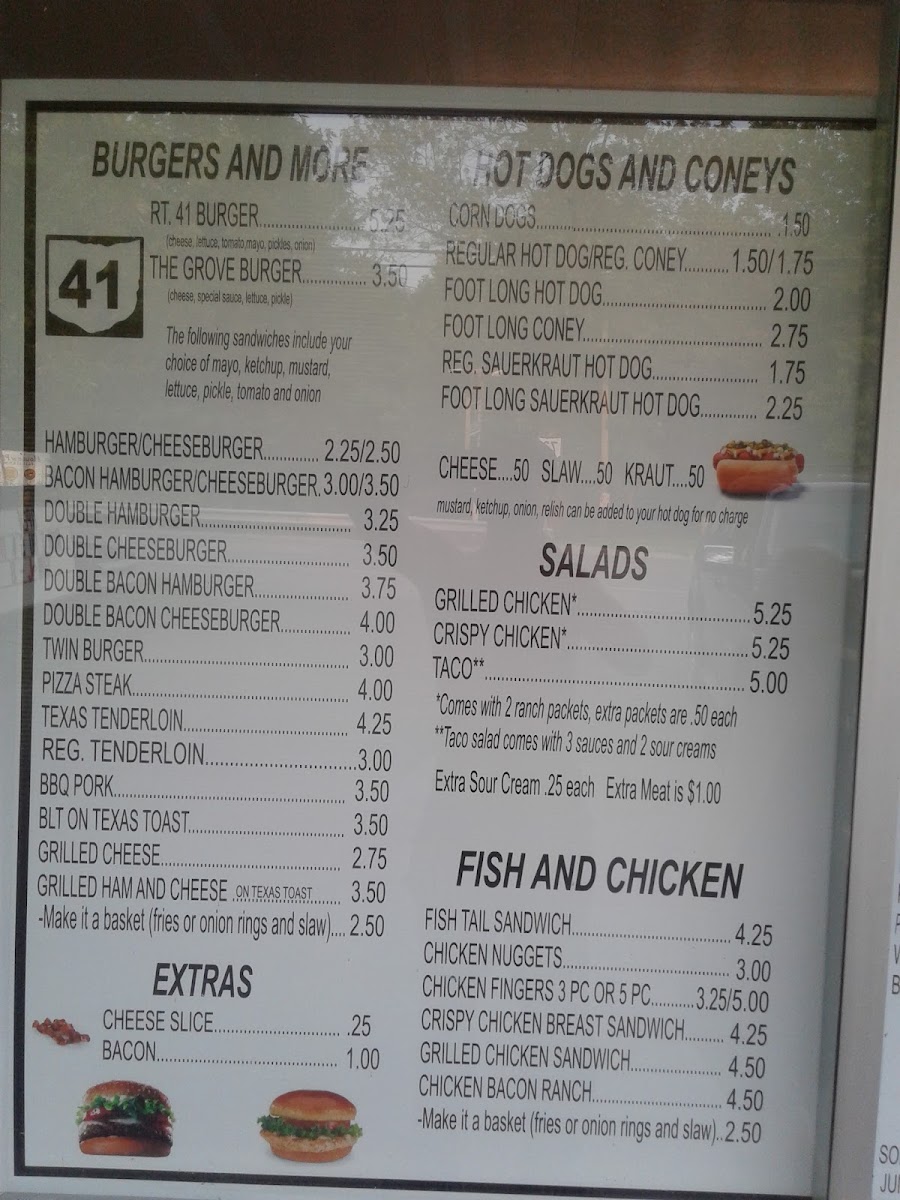 BURGERS AND MORE
RT. 41 BURGER..................... 5.25
(cheese, lettuce, tomato,mayo, pickles, onion)
41
THE GROVE BURGER................ 3.50
(cheese, special sauce, lettuce, pickle)
The following sandwiches include your
choice of mayo, ketchup, mustard,
lettuce, pickle, tomato and onion
HAMBURGER/CHEESEBURGER............. 2.25/2.50
BACON HAMBURGER/CHEESEBURGER.3.00/3.50
DOUBLE HAMBURGER................................... 3.25
DOUBLE CHEESEBURGER............................ 3.50
DOUBLE BACON HAMBURGER...................... 3.75
DOUBLE BACON CHEESEBURGER................ 4.00
TWIN BURGER................................................ 3.00
PIZZA STEAK.................................................. 4.00
TEXAS TENDERLOIN...................................... 4.25
REG. TENDERLOIN............................3.00
BBQ PORK...................................................... 3.50
BLT ON TEXAS TOAST.................................... 3.50
GRILLED CHEESE.......................................... 2.75
GRILLED HAM AND CHEESE .ON TEXAS TOAST....... 3.50
-Make it a basket (fries or onion rings and slaw).... 2.50
EXTRAS
CHEESE SLICE............................. .25
BACON.......................................... 1.00
HOT DOGS AND CONEYS
CORN DOGS...................................................... .1.50
REGULAR HOT DOG/REG. CONEY..........1.50/1.75
FOOT LONG HOT DOG...................................... 2.00
FOOT LONG CONEY......................................... 2.75
REG. SAUERKRAUT HOT DOG........................ 1.75
FOOT LONG SAUERKRAUT HOT DOG............. 2.25
CHEESE....50 SLAW....50 KRAUT....50
mustard, ketchup, onion, relish can be added to your hot dog for no charge
SALADS
GRILLED CHICKEN*.......................................5.25
CRISPY CHICKEN*.........................................5.25
TACO**........................................................... 5.00
*Comes with 2 ranch packets, extra packets are .50 each
**Taco salad comes with 3 sauces and 2 sour creams
Extra Sour Cream .25 each Extra Meat is $1.00
FISH AND CHICKEN
FISH TAIL SANDWICH.....................................4.25
CHICKEN NUGGETS...................................... 3.00
CHICKEN FINGERS 3 PC OR 5 PC..........3.25/5.00
CRISPY CHICKEN BREAST SANDWICH......... 4.25
GRILLED CHICKEN SANDWICH..................... 4.50
CHICKEN BACON RANCH.............................. 4.50
-Make it a basket (fries or onion rings and slaw)..2.50